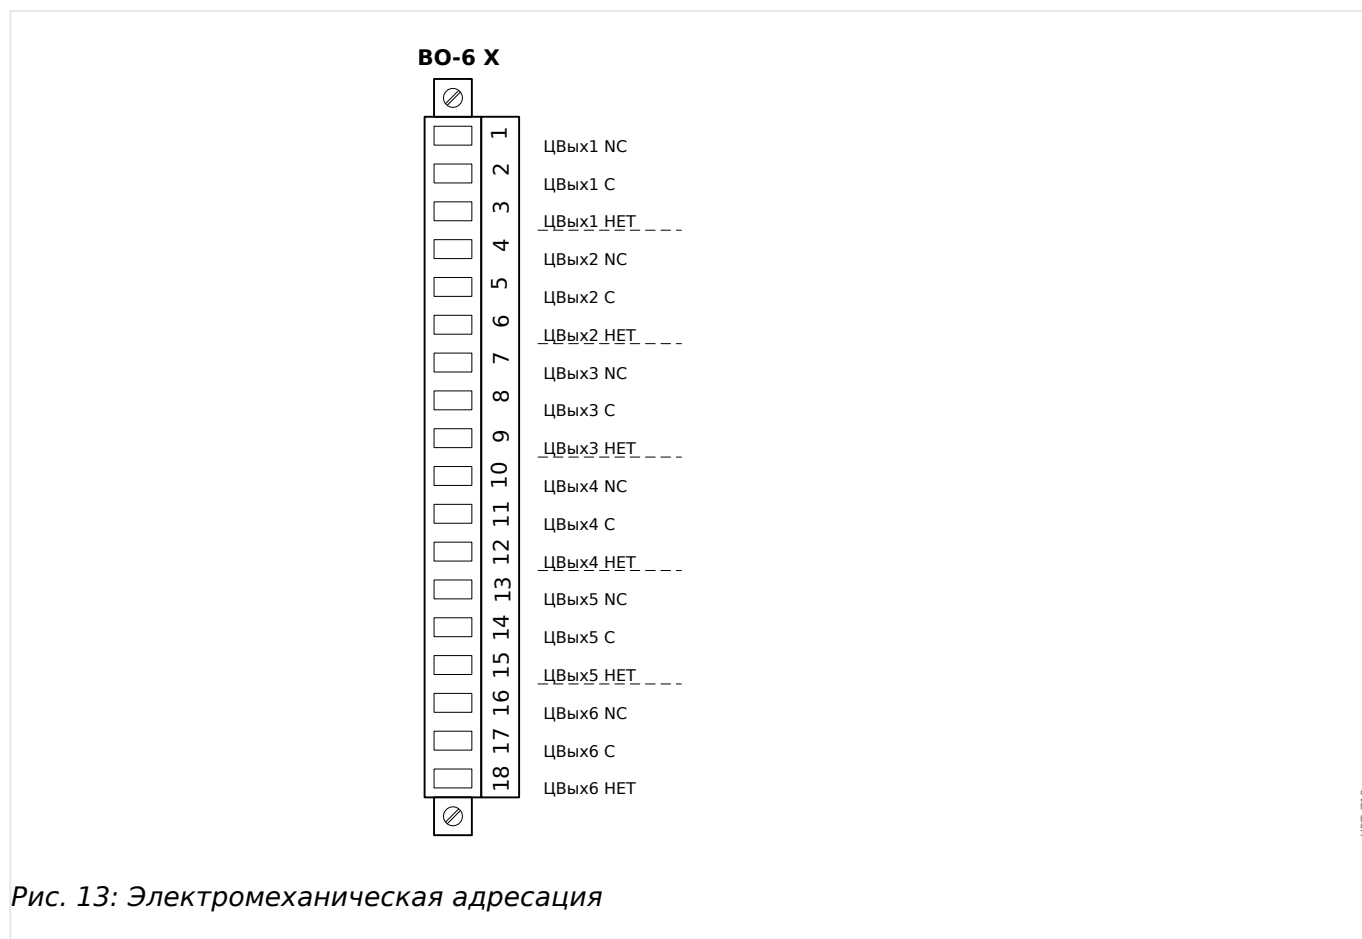 BO-6 X
1
ЦВых1 NC
2
ЦВых1 C
3
ЦВых1 НЕТ
4
ЦВых2 NC
5
ЦВых2 C
6
ЦВых2 НЕТ
7
ЦВых3 NC
8
ЦВых3 C
9
ЦВых3 НЕТ
10
ЦВых4 NC
11
ЦВых4 C
12
ЦВых4 НЕТ
13
ЦВых5 NC
14
ЦВых5 C
15
ЦВых5 НЕТ
16
ЦВых6 NC
17
ЦВых6 C
18
ЦВых6 НЕТ
Рис. 13: Электромеханическая адресация